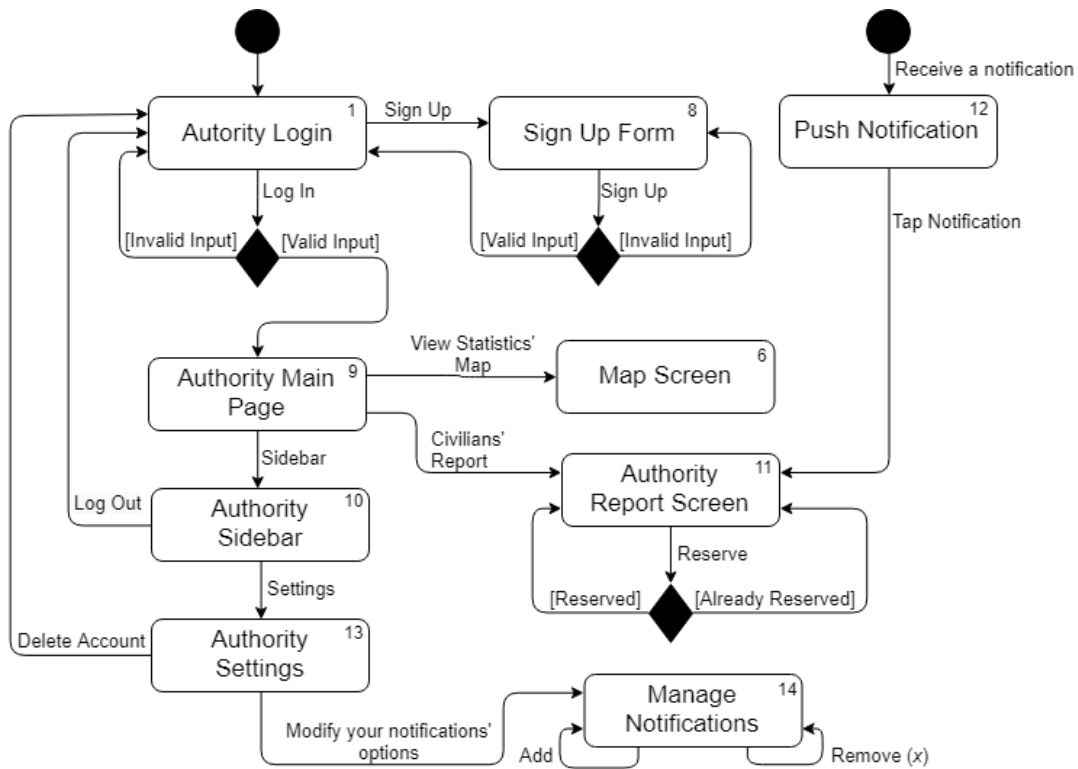 Receive a notification
1
Autority Login
Sign Up
8
Sign Up Form
12
Push Notification
Log In
Sign Up
Tap Notification
[Invalid Input]
[Valid Input]
[Valid Input]
[Invalid Input]
View Statistics'
Map
9
Authority Main
Page
6
Map Screen
Civilians'
Report
Sidebar
11
Authority
Report Screen
Log Out
10
Authority
Sidebar
Reserve
Settings
[Reserved]
[Already Reserved]
Delete Account
13
Authority
Settings
14
Manage
Notifications
Modify your notifications'
options
Add
Remove (x)